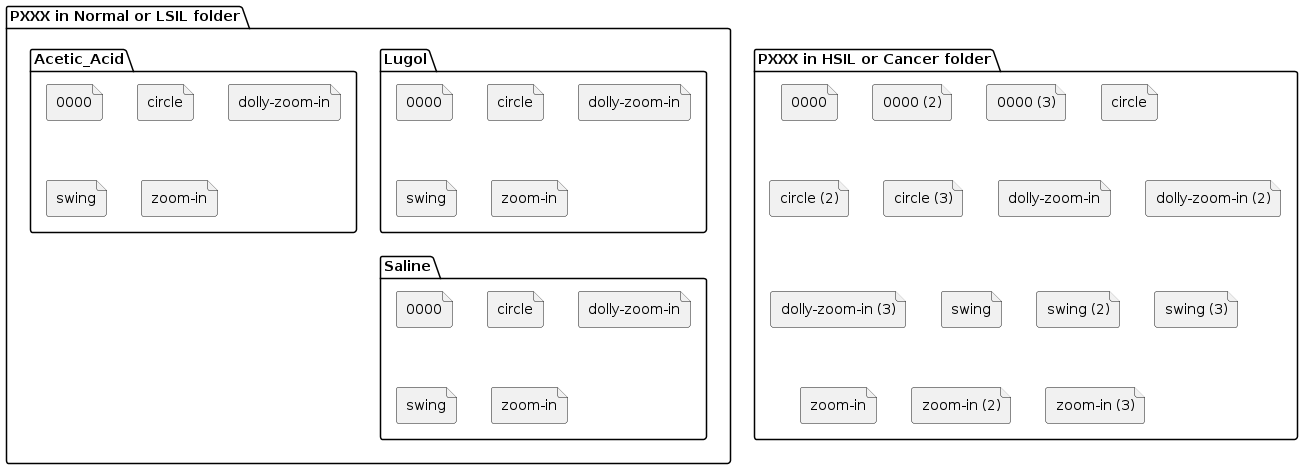 PXXX in Normal or LSIL folder
Acetic_Acid
0000 circle dolly-zoom-in
swing zoom-in
Lugol
0000 circle dolly-zoom-in
swing zoom-in
Saline
0000 circle dolly-zoom-in
swing zoom-in
PXXX in HSIL or Cancer folder
0000 0000 (2) 0000 (3) circle
circle (2) circle (3) dolly-zoom-in dolly-zoom-in (2)
dolly-zoom-in (3) swing swing (2) swing (3)
zoom-in zoom-in (2) zoom-in (3)